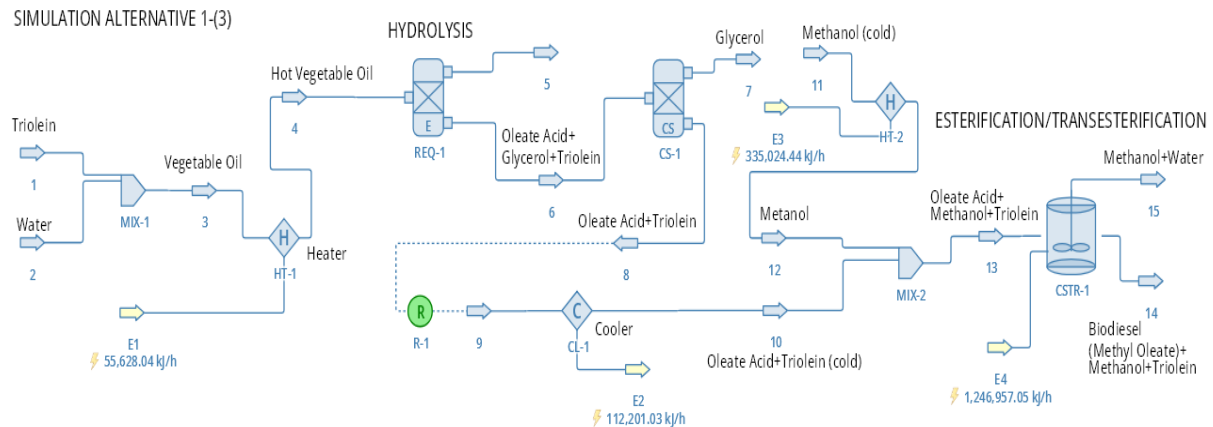 SIMULATION ALTERNATIVE 1-(3)
HYDROLYSIS
Triolein
1
Water
2
MIX-1
Vegetable Oil
3
H
HT-1
Heater
E1
55,628.04 kJ/h
Hot Vegetable Oil
4
E
REQ-1
5
Oleate Acid+
Glycerol+Triolein
6
CS
CS-1
Glycerol
7
Oleate Acid+Triolein
8
R
R-1
9
C
CL-1
Cooler
E2
112,201.03 kJ/h
10
Oleate Acid+Triolein (cold)
Methanol (cold)
11
H
HT-2
E3
335,024.44 kJ/h
Metanol
12
MIX-2
ESTERIFICATION/TRANSESTERIFICATION
Oleate Acid+
Methanol+Triolein
13
CSTR-1
Methanol+Water
15
14
Biodiesel
(Methyl Oleate)+
Methanol+Triolein
E4
1,246,957.05 kJ/h